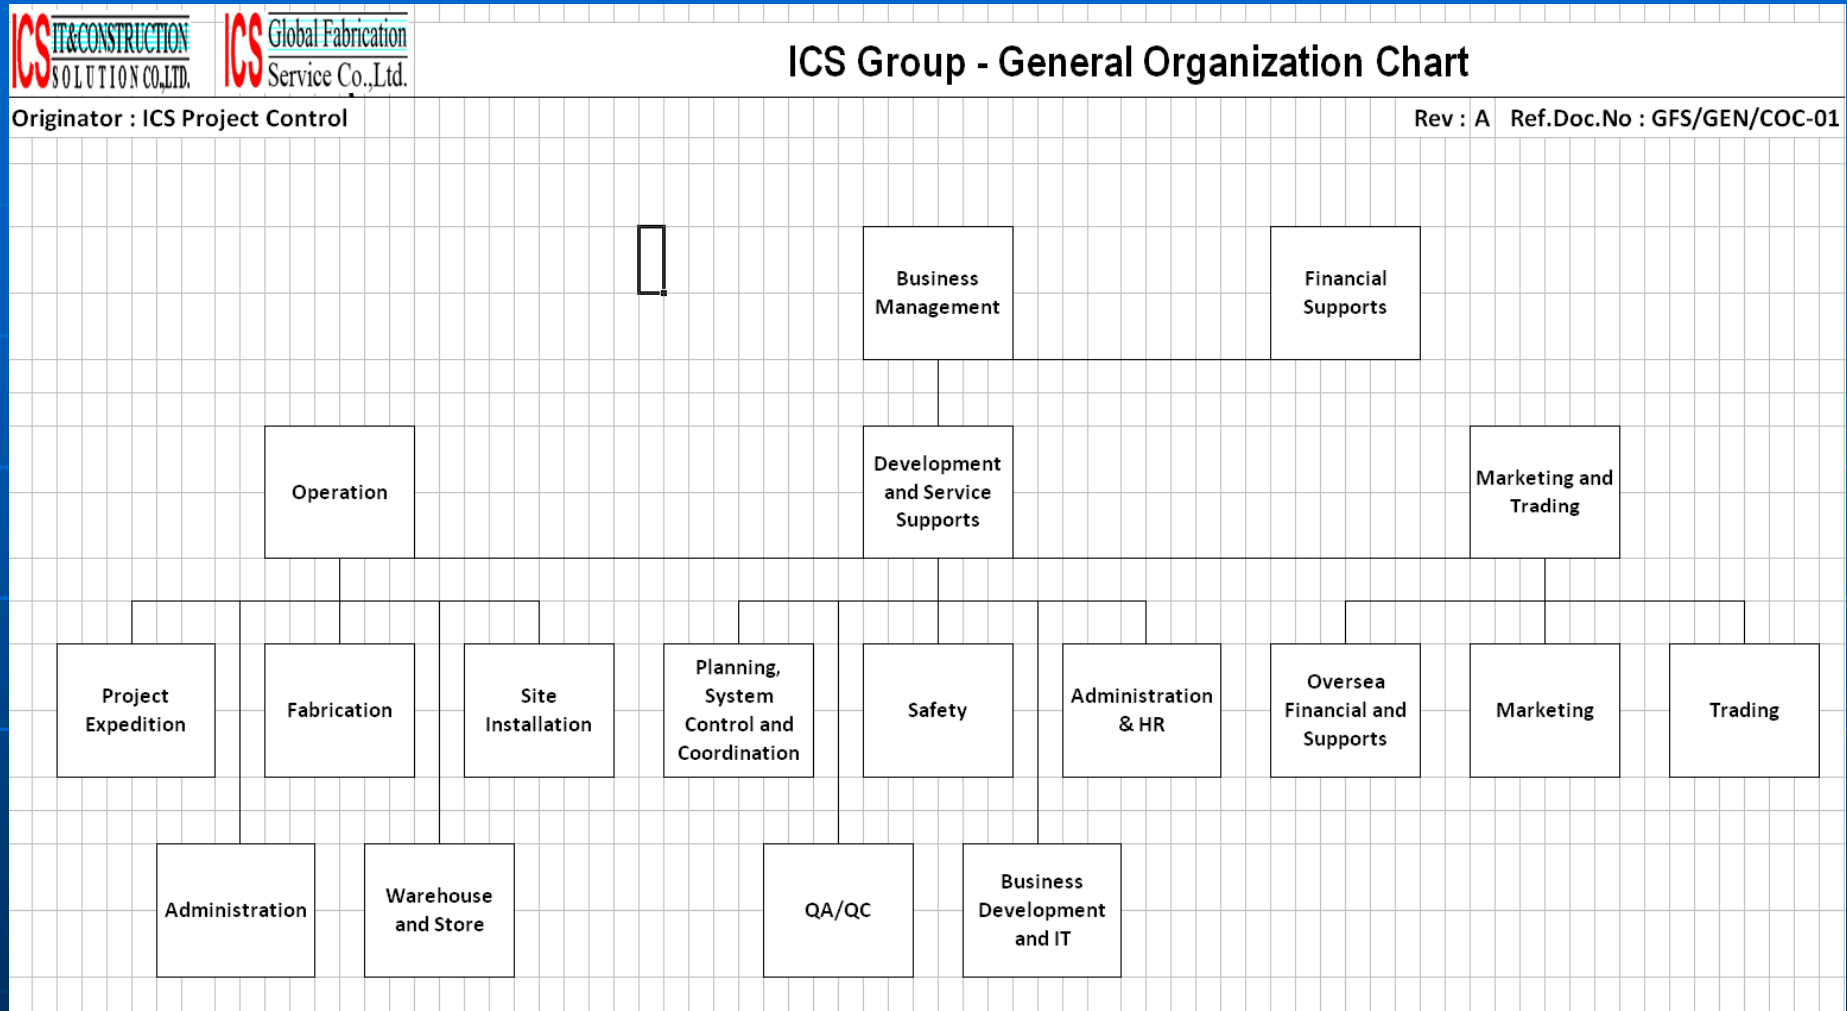 ICS IT&CONSTRUCTION
SOLUTION CO.,LTD.
ICS Global Fabrication
Service Co.,Ltd.
ICS Group - General Organization Chart
Originator : ICS Project Control
Rev : A Ref.Doc.No : GFS/GEN/COC-01
Business
Management
Financial
Supports
Operation
Development
and Service
Supports
Marketing and
Trading
Project
Expedition
Fabrication
Site
Installation
Planning,
System
Control and
Coordination
Safety
Administration
& HR
Oversea
Financial and
Supports
Marketing
Trading
Administration
Warehouse
and Store
QA/QC
Business
Development
and IT